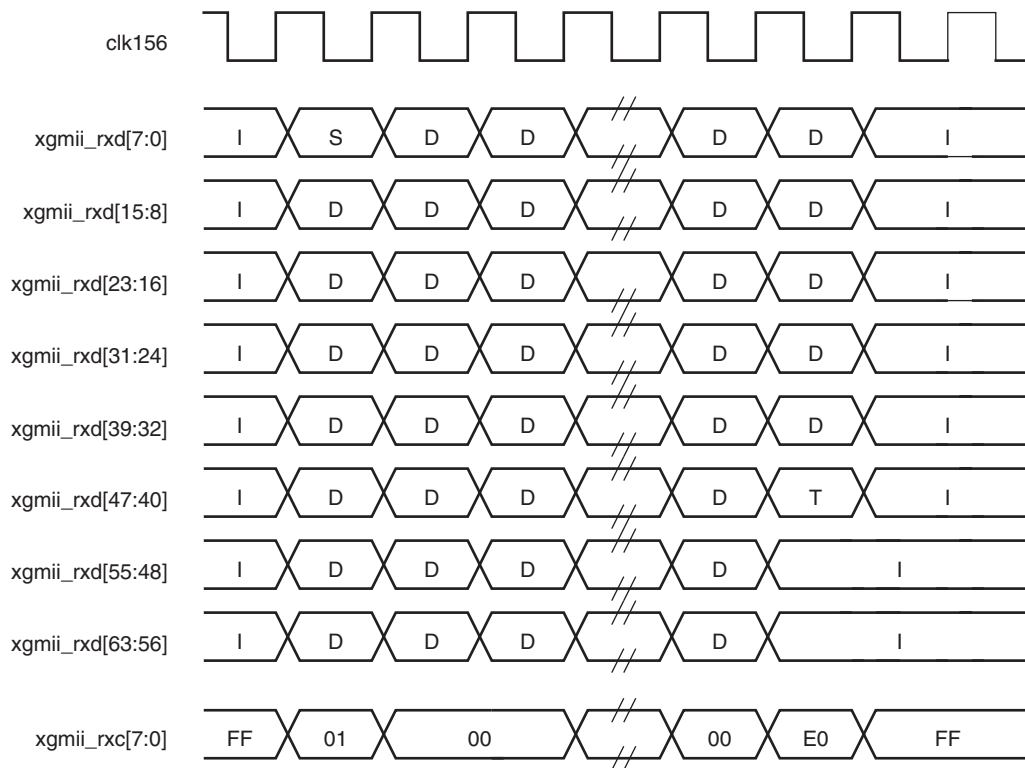 clk156
xgmii_rxd[7:0] I S D D D D I
xgmii_rxd[15:8] I D D D D D I
xgmii_rxd[23:16] I D D D D D I
xgmii_rxd[31:24] I D D D D D I
xgmii_rxd[39:32] I D D D D D I
xgmii_rxd[47:40] I D D D D T I
xgmii_rxd[55:48] I D D D D I
xgmii_rxd[63:56] I D D D D I
xgmii_rxc[7:0] FF 01 00 00 E0 FF